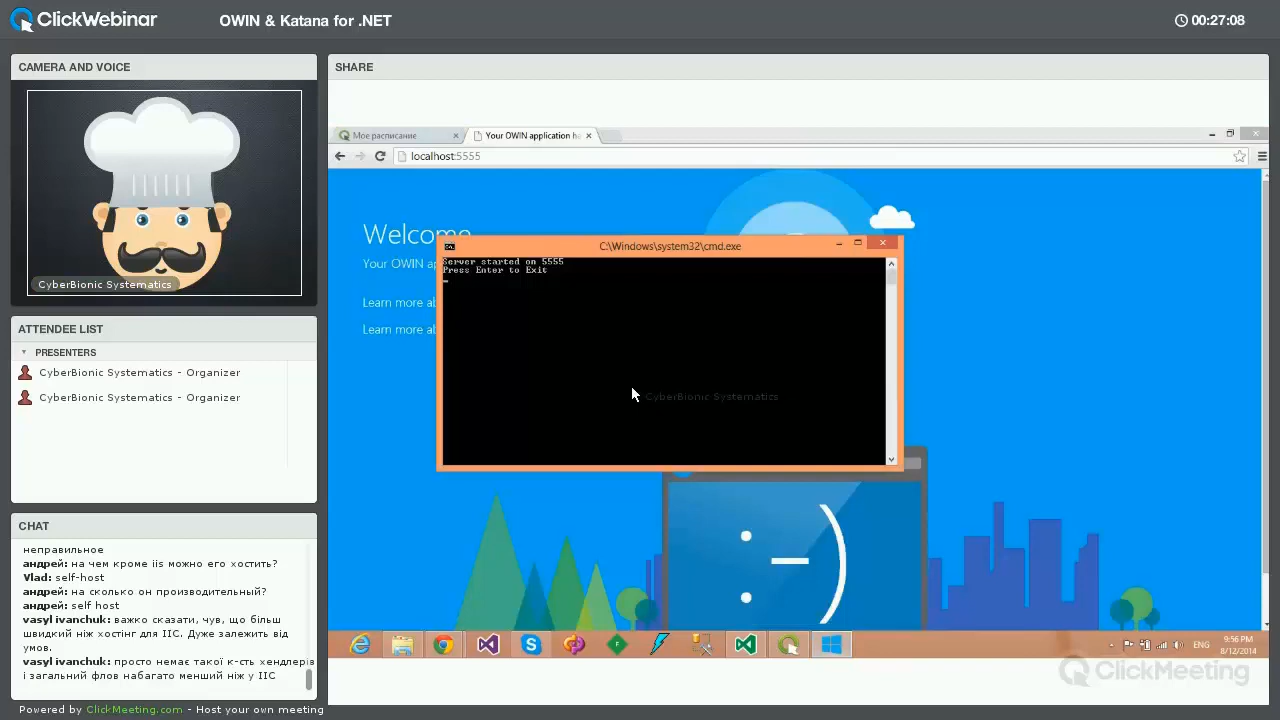 ClickWebinar
OWIN & Katana for .NET
00:27:08
CAMERA AND VOICE
CyberBionic Systematics
ATTENDEE LIST
PRESENTERS
CyberBionic Systematics - Organizer
CyberBionic Systematics - Organizer
CHAT
неправильное
андрей: на чем кроме iis можно его хостить?
Vlad: self-host
андрей: на сколько он производительный?
андрей: self host
vasyl ivanchuk: важко сказати, чув, що більш
швидкий ніж хостінг для ІІС. Дуже залежить від
умов.
vasyl ivanchuk: просто немає такої к-сть хендлерів
і загальний флов набагато менший ніж у ІІС
Powered by ClickMeeting.com - Host your own meeting
SHARE
Мое расписание
Your OWIN application ha
localhost:5555
Welcome
Your OWIN ap
Learn more ab
Learn more ab
C:\Windows\system32\cmd.exe
Server started on 5555
Press Enter to Exit
CyberBionic Systematics
:-)
ENG
9:56 PM
8/12/2014
ClickMeeting